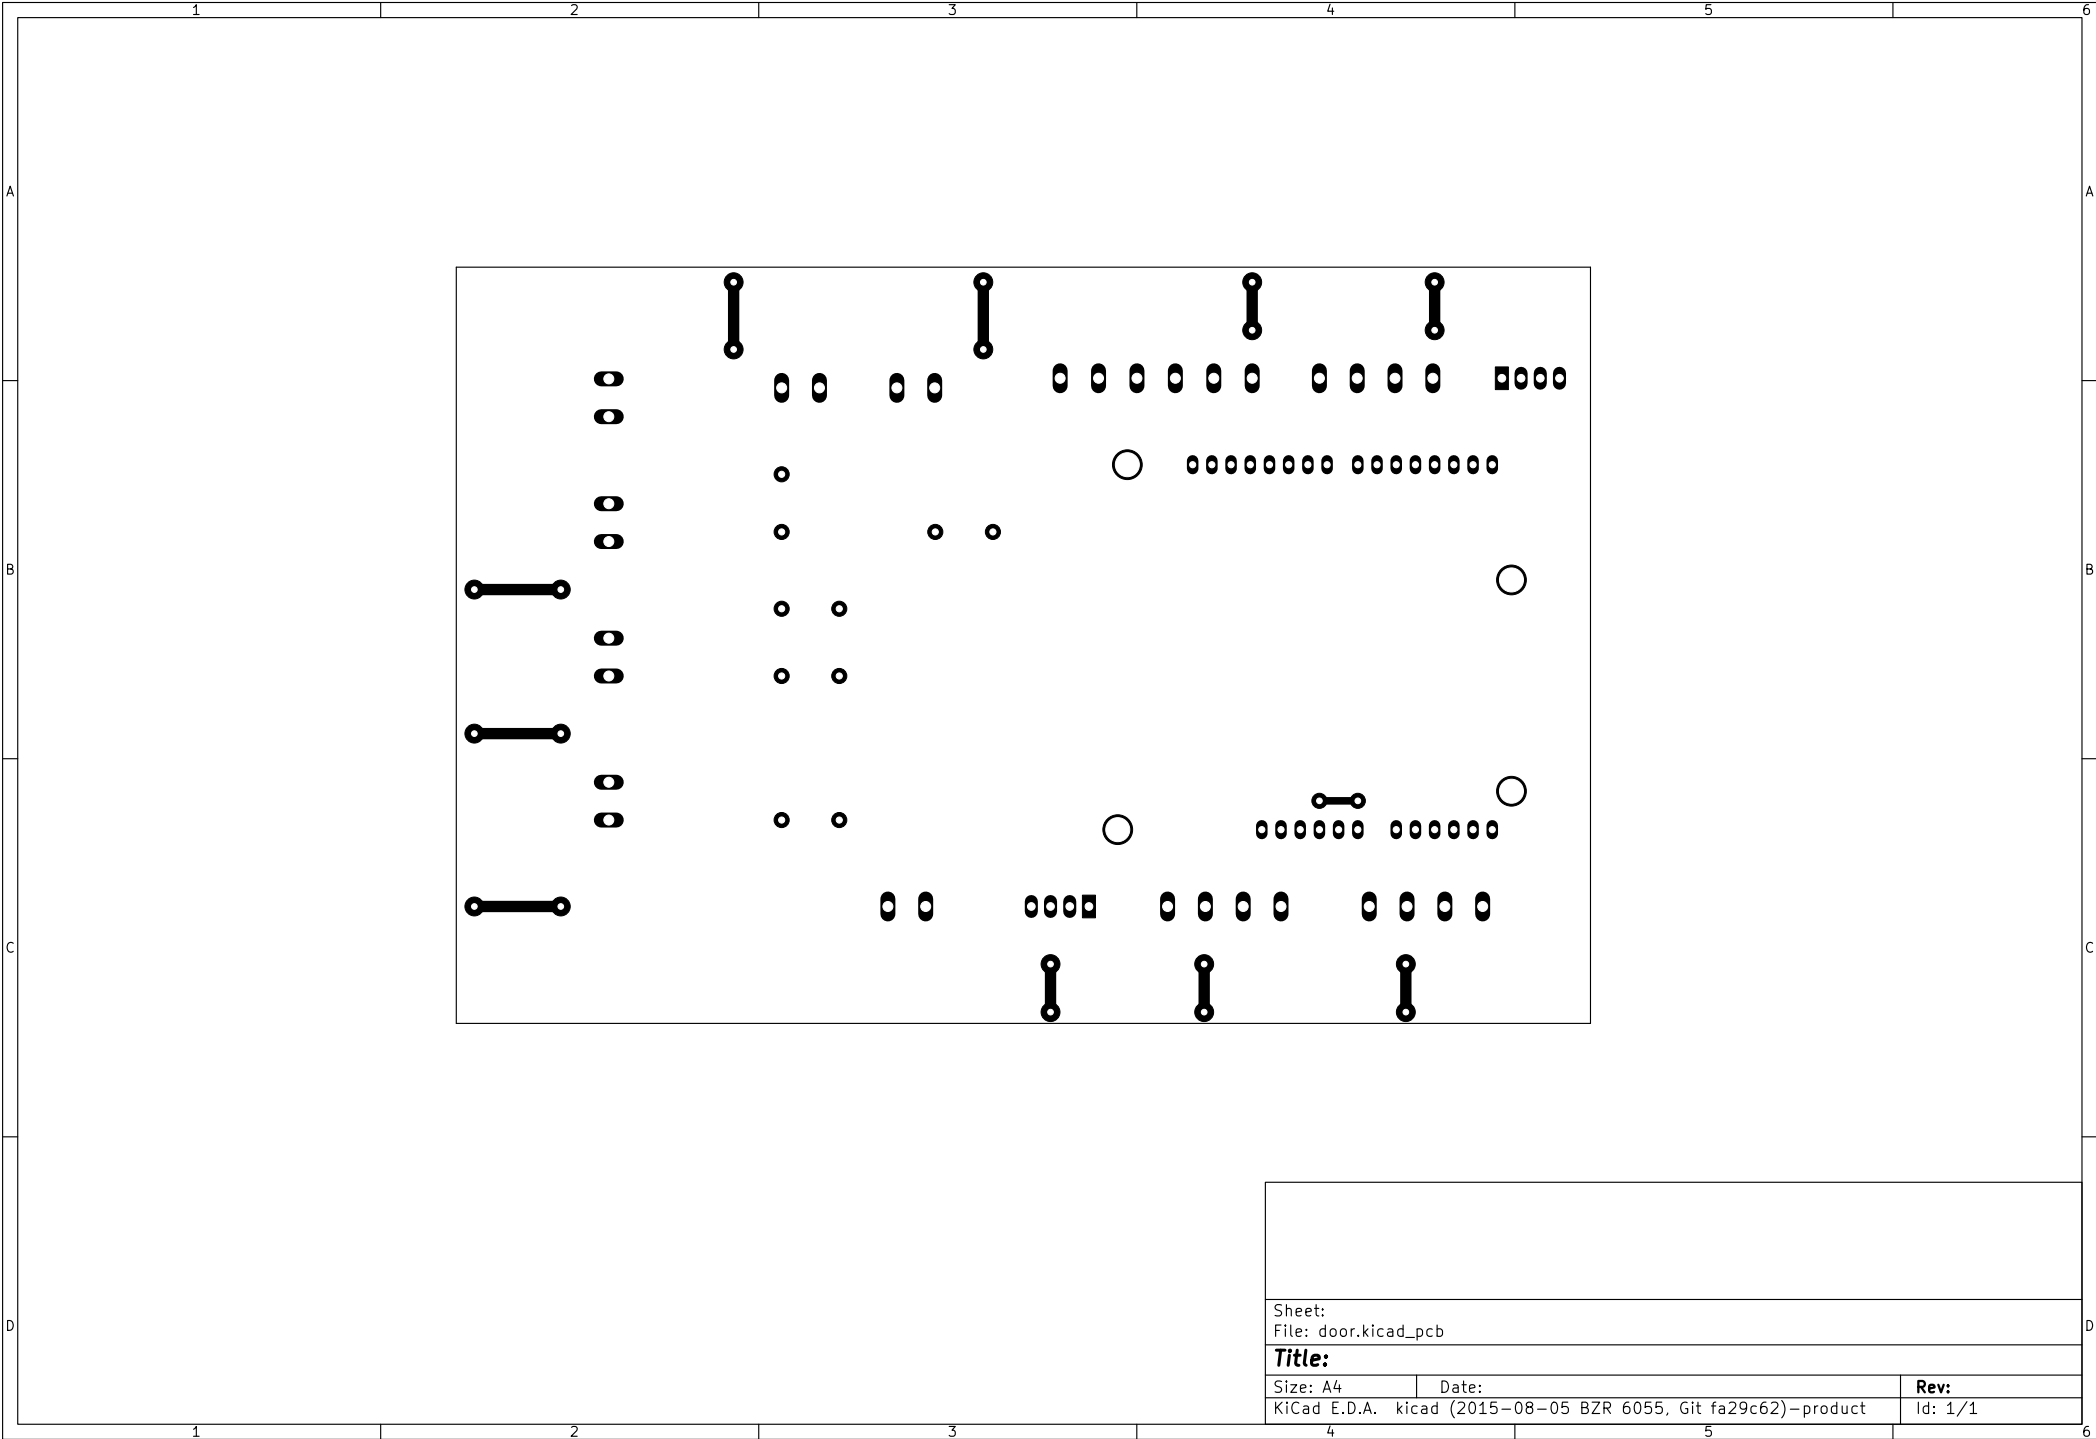 1 2 3 4 5 6
A A
B B
C C
Sheet:
File: door.kicad_pcb
D D
Title:
Size: A4 Date: Rev:
KiCad E.D.A. kicad (2015-08-05 BZR 6055, Git fa29c62)-product Id: 1/1
1 2 3 4 5 6